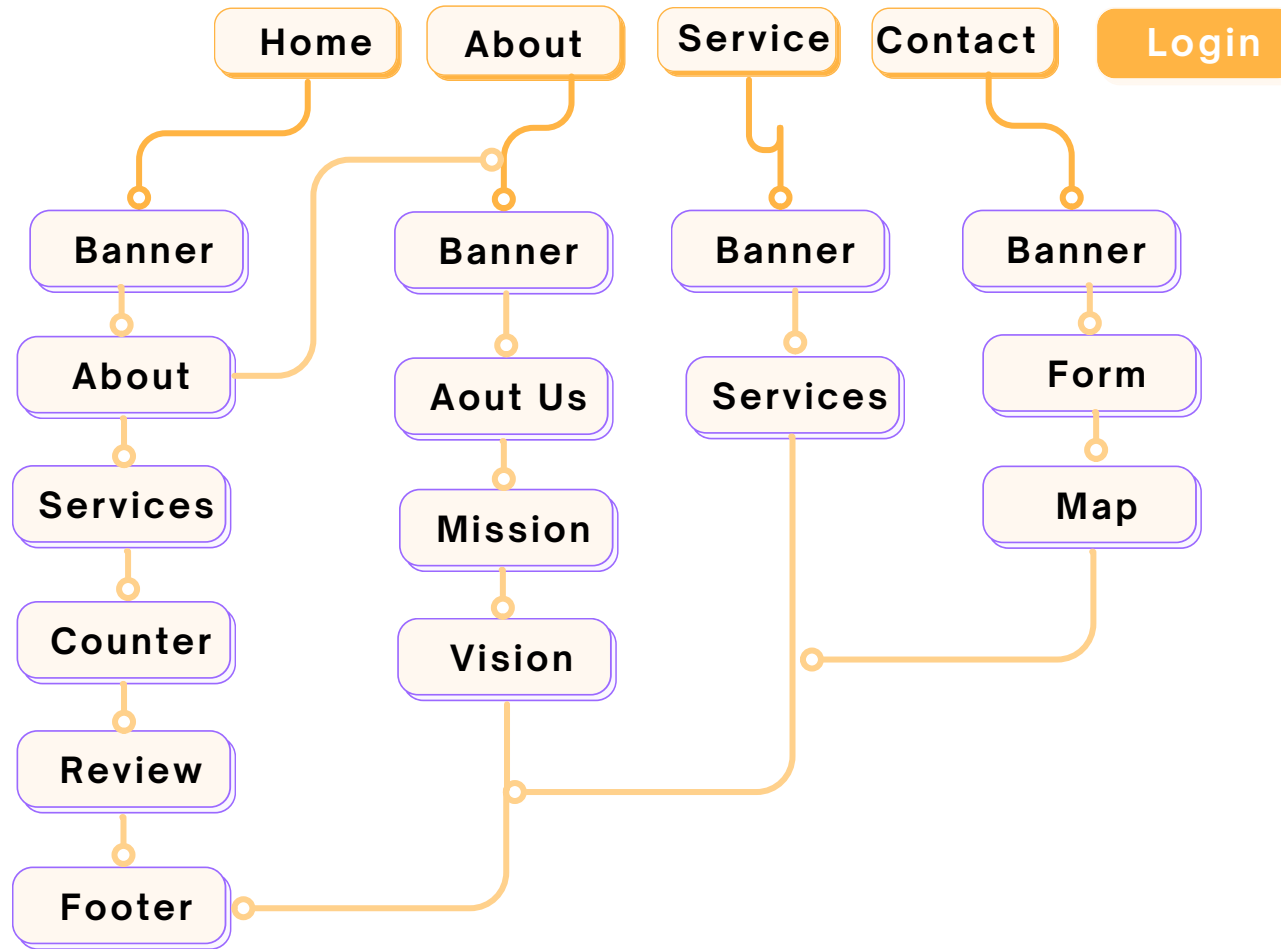 Home
About
Service
Contact
Login
Banner
About
Services
Counter
Review
Footer
Banner
Aout Us
Mission
Vision
Banner
Services
Banner
Form
Map